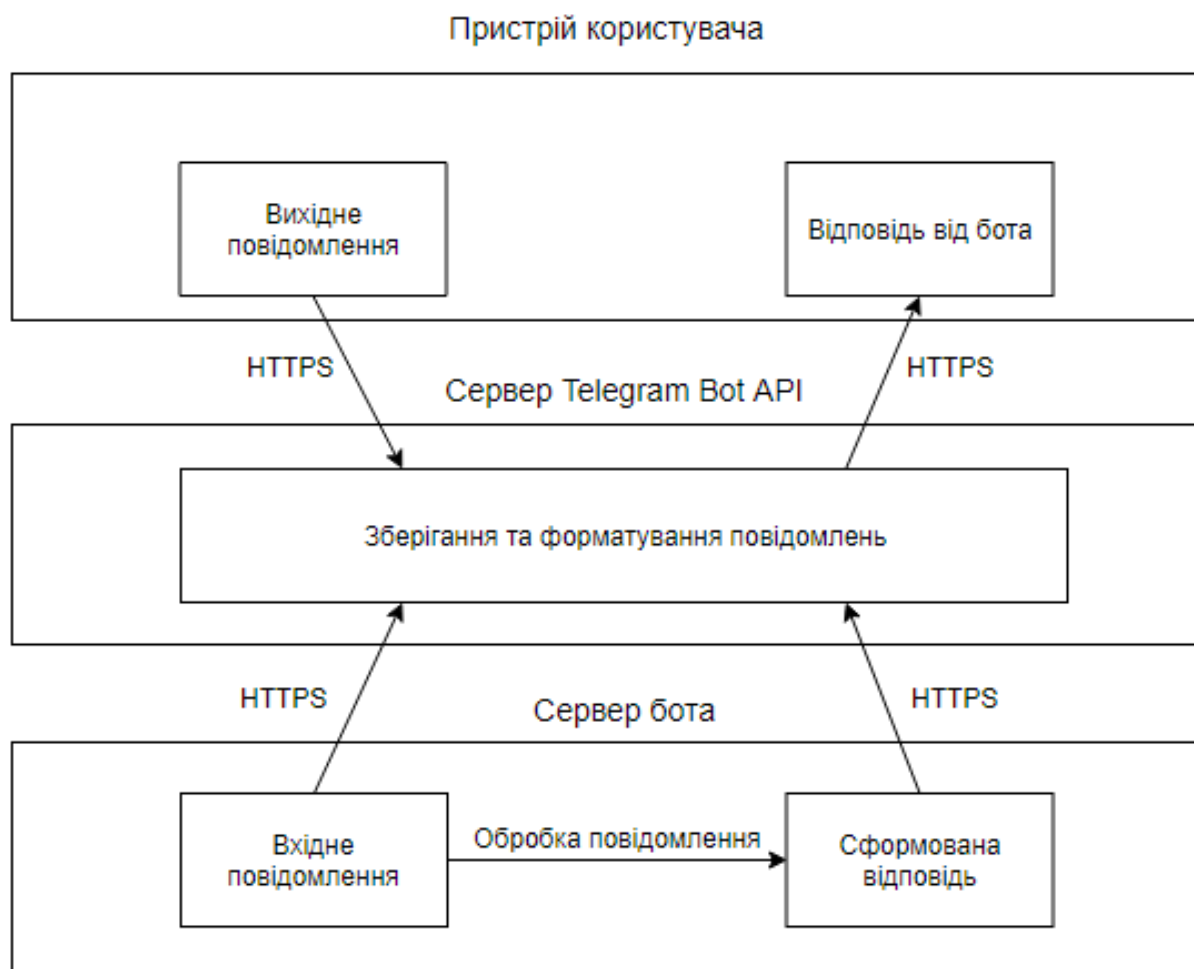 Пристрій користувача
Вихідне
повідомлення
Відповідь від бота
HTTPS
HTTPS
Сервер Telegram Bot API
Зберігання та форматування повідомлень
HTTPS
HTTPS
Сервер бота
Вхідне
повідомлення
Обробка повідомлення
Сформована
відповідь